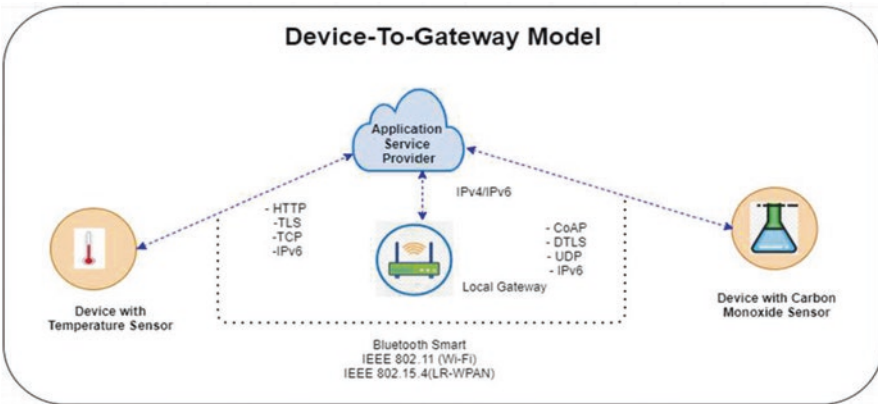 Device-To-Gateway Model
Application
Service
Provider
IPv4/IPv6
- HTTP
-TLS
-TCP
-IPv6
- CoAP
- DTLS
- UDP
- IPv6
Local Gateway
Device with
Temperature Sensor
Device with Carbon
Monoxide Sensor
Bluetooth Smart
IEEE 802.11 (Wi-Fi)
IEEE 802.15.4(LR-WPAN)